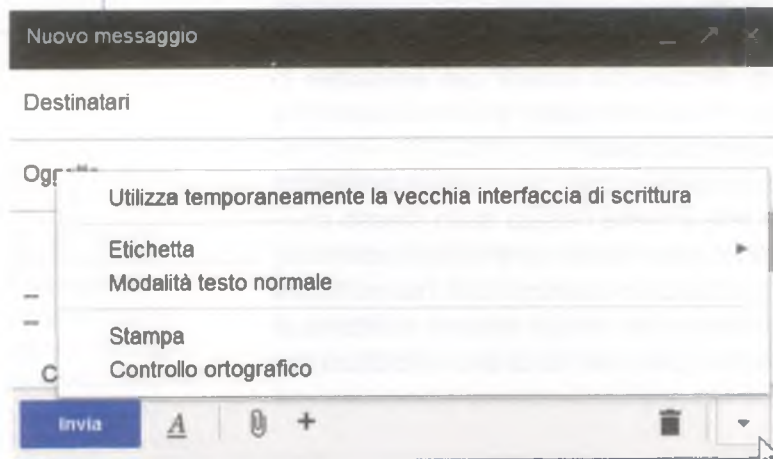 Nuovo messaggio
Destinatari
Utilizza temporaneamente la vecchia interfaccia di scrittura
Etichetta
Modalità testo normale
Stampa
Controllo ortografico
Invia A +